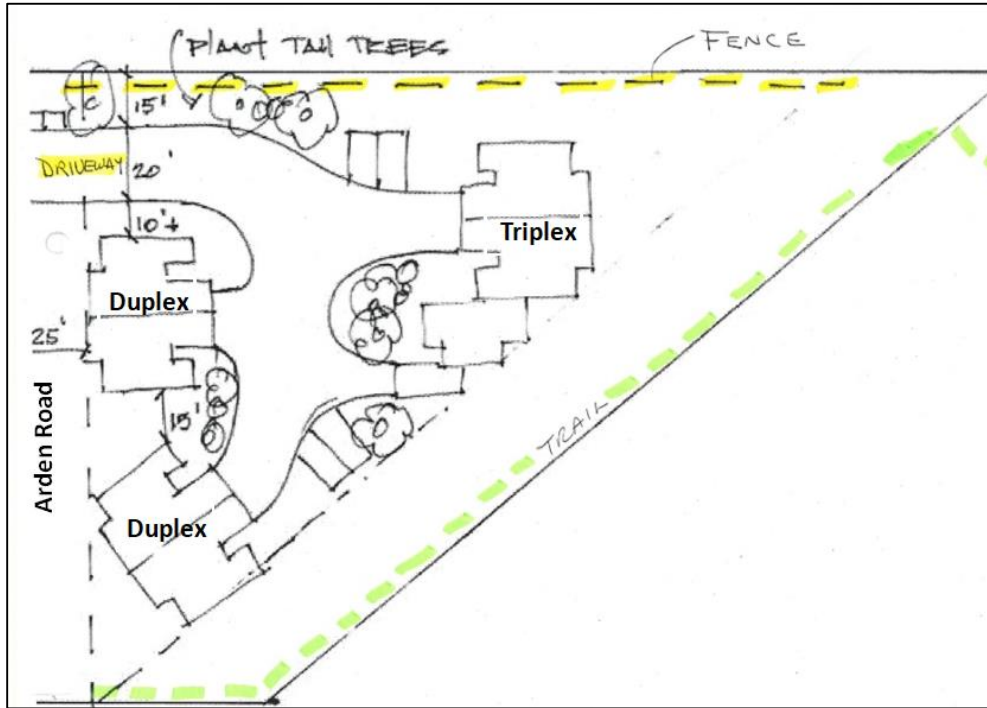 PLANT TALL TREES
FENCE
15'
DRIVEWAY
20'
10'+
Triplex
Duplex
25'
15'
Arden Road
TRAIL
Duplex